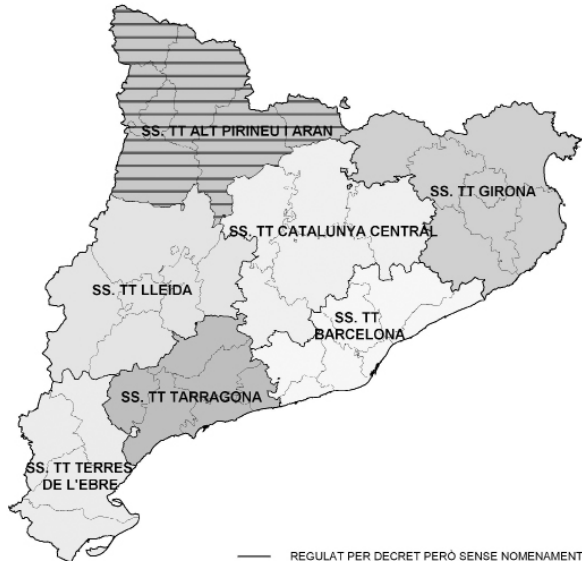 SS. TT ALT PIRINEU I ARAN
SS. TT GIRONA
SS. TT CATALUNYA CENTRAL
SS. TT LLEIDA
SS. TT
BARCELONA
SS. TT TARRAGONA
SS. TT TERRES
DE L'EBRE
REGULAT PER DECRET PERÒ SENSE NOMENAMENT